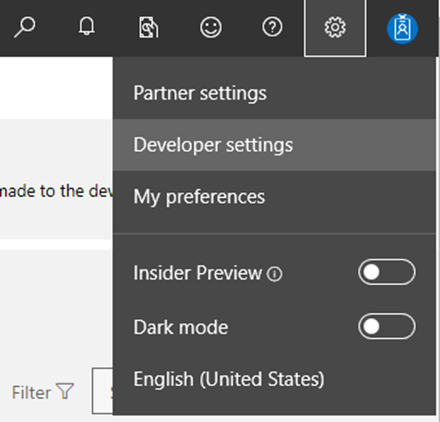 Partner settings
Developer settings
made to the dev
My preferences
Insider Preview
Dark mode
English (United States)
Filter